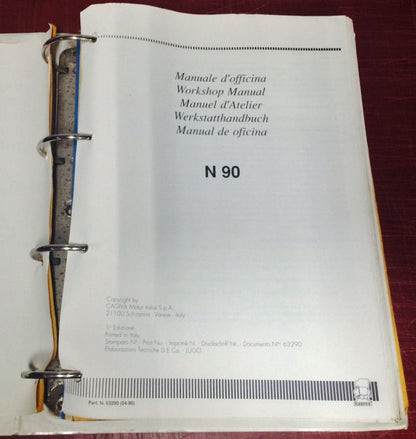 Manuale d'officina
Workshop Manual
Manuel d'Atelier
Werkstatthandbuch
Manual de oficina
N 90
Copyright by
CAGIVA Motor Italia S.p.A.
21100 Schiranna Varese - Italy
1ª Edizione
Printed in Italy
Stampato N° - Print No. - Imprimé N. - Druckschrift Nr. - Documento N°: 63290
Elaborazioni Tecniche D.E.Ca. - LUGO
Part. N. 63290 (04-90)